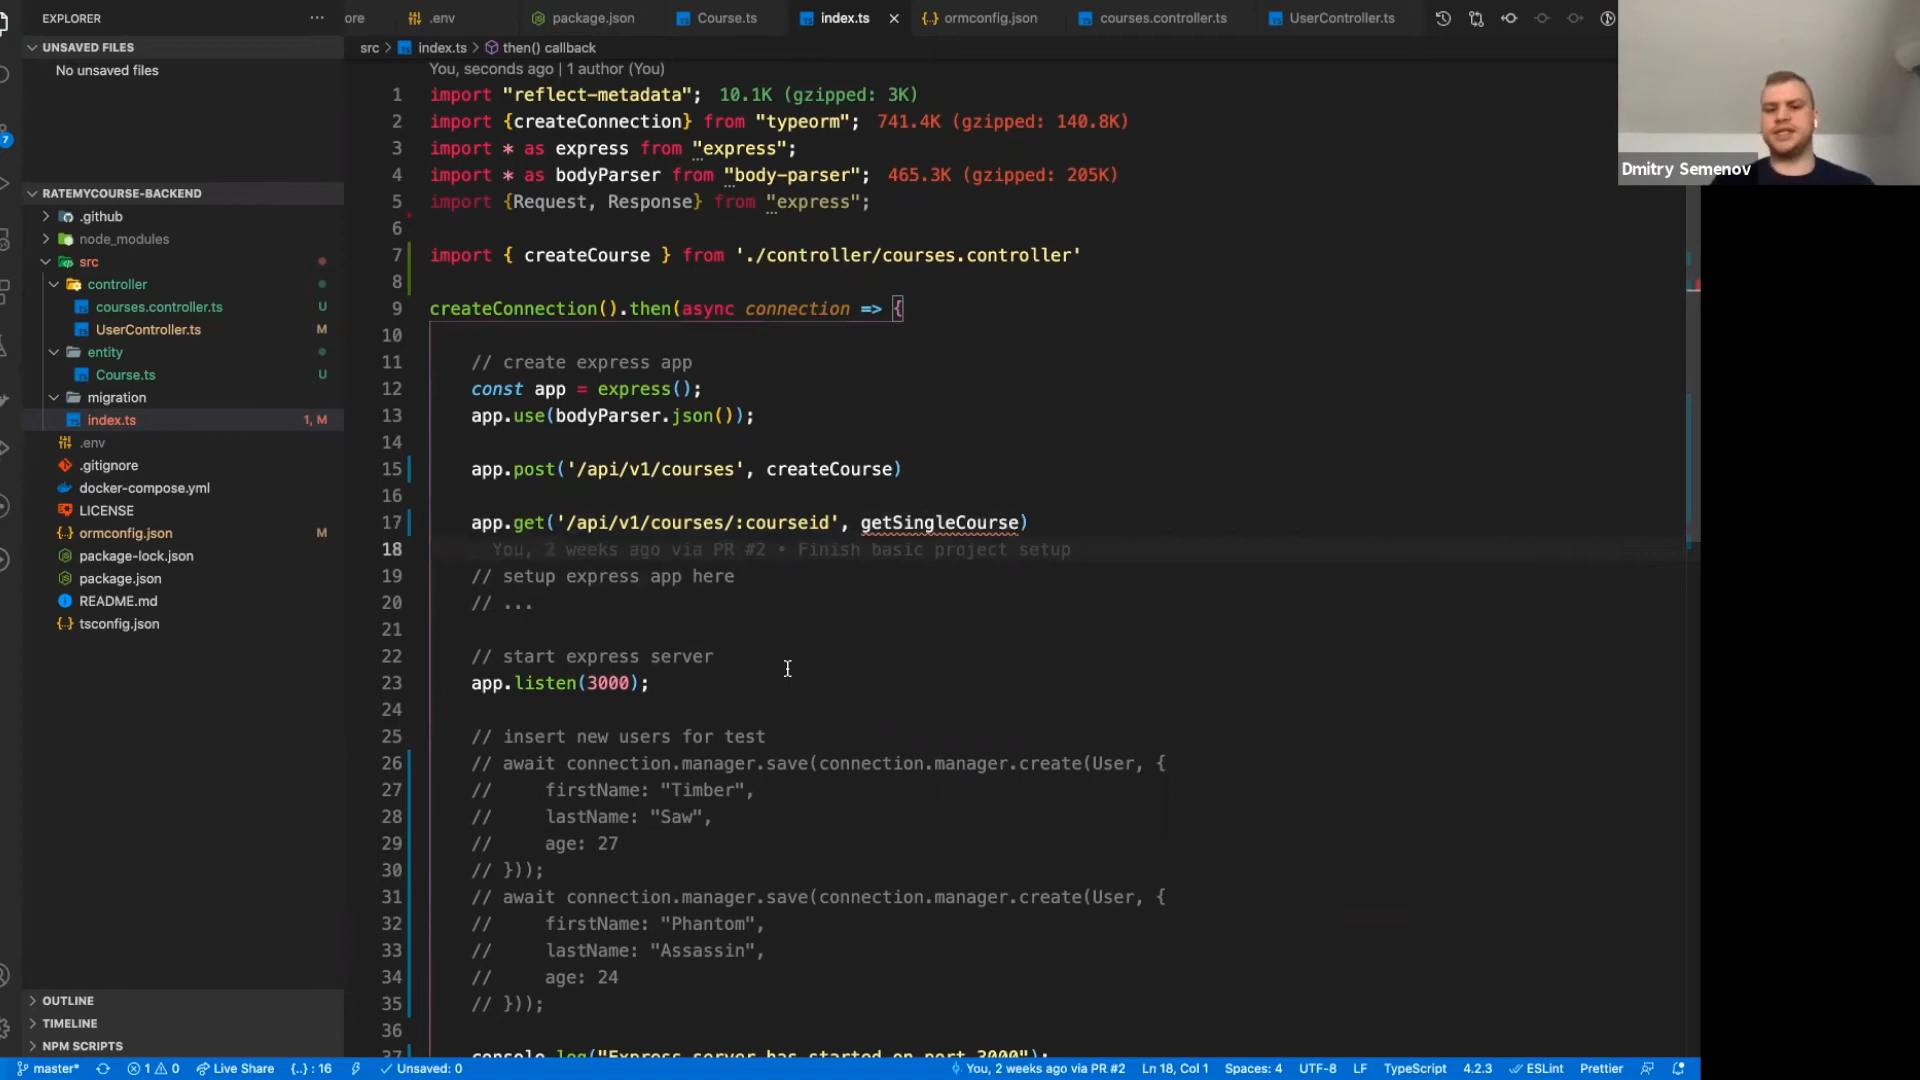 EXPLORER
ore
.env
package.json
Course.ts
index.ts
ormconfig.json
courses.controller.ts
UserController.ts
UNSAVED FILES
No unsaved files
src > index.ts > then() callback
You, seconds ago | 1 author (You)
1 import "reflect-metadata"; 10.1K (gzipped: 3K)
2 import {createConnection} from "typeorm"; 741.4K (gzipped: 140.8K)
3 import * as express from "express";
4 import * as bodyParser from "body-parser"; 465.3K (gzipped: 205K)
5 import {Request, Response} from "express";
6
7 import { createCourse } from './controller/courses.controller'
8
9 createConnection().then(async connection => {
10
11 // create express app
12 const app = express();
13 app.use(bodyParser.json());
14
15 app.post('/api/v1/courses', createCourse)
16
17 app.get('/api/v1/courses/:courseid', getSingleCourse)
18 You, 2 weeks ago via PR #2 • Finish basic project setup
19 // setup express app here
20 // ...
21
22 // start express server
23 app.listen(3000);
24
25 // insert new users for test
26 // await connection.manager.save(connection.manager.create(User, {
27 // firstName: "Timber",
28 // lastName: "Saw",
29 // age: 27
30 // }));
31 // await connection.manager.save(connection.manager.create(User, {
32 // firstName: "Phantom",
33 // lastName: "Assassin",
34 // age: 24
35 // }));
36
37 console.log("Express server has started on port 3000");
Dmitry Semenov
7
RATEMYCOURSE-BACKEND
.github
node_modules
src
controller
courses.controller.ts U
UserController.ts M
entity
Course.ts U
migration
index.ts 1, M
.env
.gitignore
docker-compose.yml
LICENSE
ormconfig.json M
package-lock.json
package.json
README.md
tsconfig.json
OUTLINE
TIMELINE
NPM SCRIPTS
master* 1 0 Live Share {..} : 16 Unsaved: 0 You, 2 weeks ago via PR #2 Ln 18, Col 1 Spaces: 4 UTF-8 LF TypeScript 4.2.3 ESLint Prettier